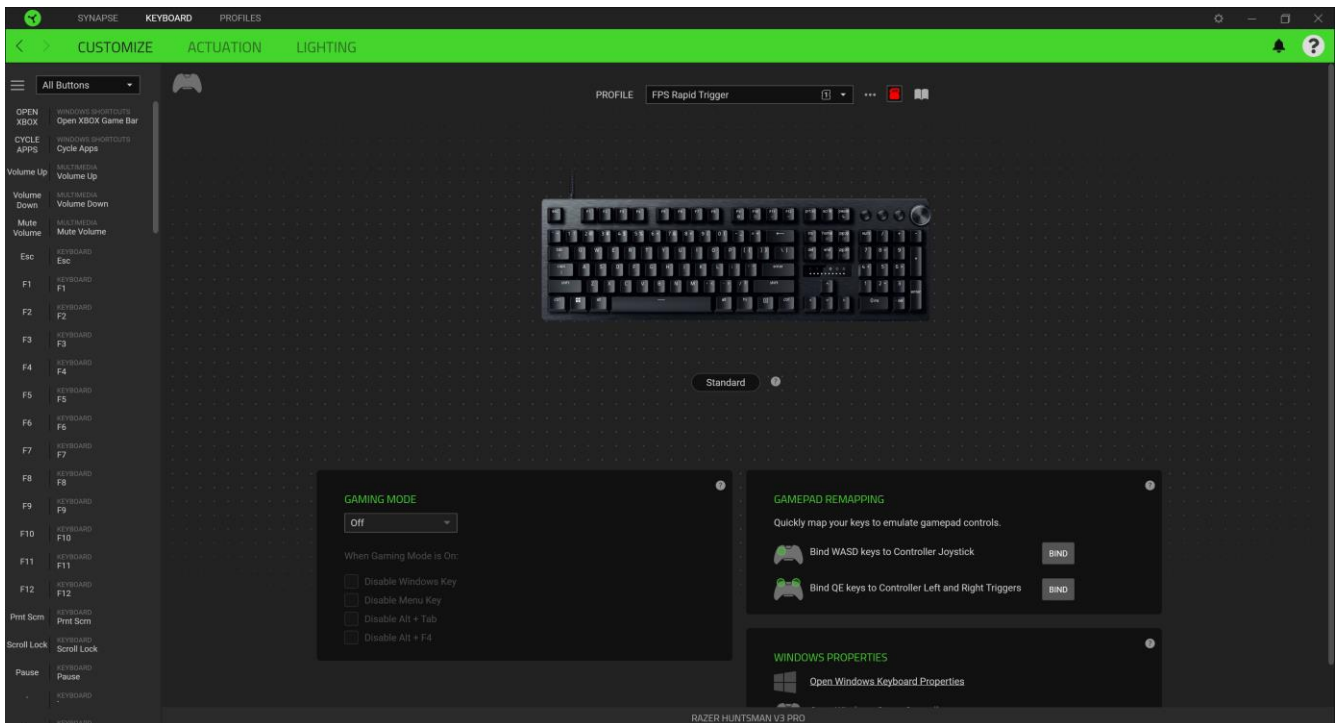 SYNAPSE KEYBOARD PROFILES
CUSTOMIZE ACTUATION LIGHTING
?
All Buttons
PROFILE FPS Rapid Trigger 1
OPEN XBOX WINDOWS SHORTCUTS
Open XBOX Game Bar
CYCLE APPS WINDOWS SHORTCUTS
Cycle Apps
Volume Up MULTIMEDIA
Volume Up
Volume Down MULTIMEDIA
Volume Down
Mute Volume MULTIMEDIA
Mute Volume
Esc KEYBOARD
Esc
F1 KEYBOARD
F1
F2 KEYBOARD
F2
F3 KEYBOARD
F3
F4 KEYBOARD
F4
F5 KEYBOARD
F5
F6 KEYBOARD
F6
F7 KEYBOARD
F7
F8 KEYBOARD
F8
F9 KEYBOARD
F9
F10 KEYBOARD
F10
F11 KEYBOARD
F11
F12 KEYBOARD
F12
Prnt Scrn KEYBOARD
Prnt Scrn
Scroll Lock KEYBOARD
Scroll Lock
Pause KEYBOARD
Pause
` KEYBOARD
`
KEYBOARD
Standard ?
GAMING MODE ?
Off
When Gaming Mode is On:
Disable Windows Key
Disable Menu Key
Disable Alt + Tab
Disable Alt + F4
GAMEPAD REMAPPING ?
Quickly map your keys to emulate gamepad controls.
Bind WASD keys to Controller Joystick BIND
Bind QE keys to Controller Left and Right Triggers BIND
WINDOWS PROPERTIES ?
Open Windows Keyboard Properties
RAZER HUNTSMAN V3 PRO